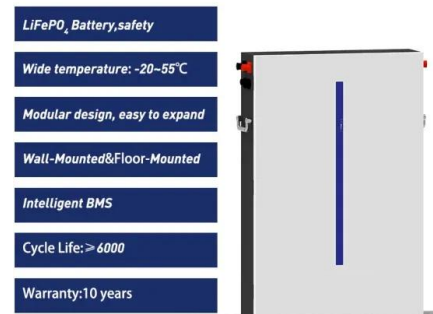 LiFePO₄ Battery,safety
Wide temperature: -20~55℃
Modular design, easy to expand
Wall-Mounted&Floor-Mounted
Intelligent BMS
Cycle Life:≥6000
Warranty:10 years